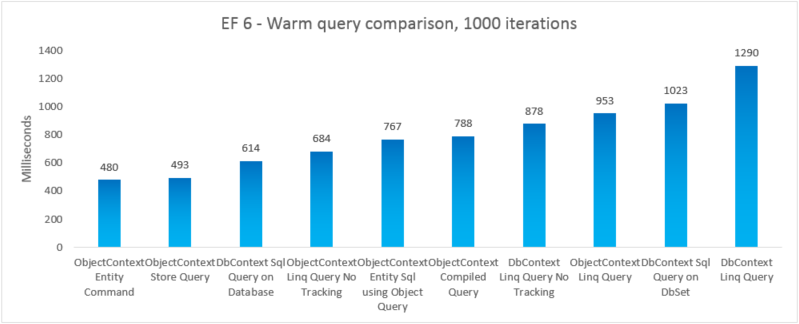 EF 6 - Warm query comparison, 1000 iterations
Milliseconds
1400
1200
1000
800
600
400
200
0
480
493
614
684
767
788
878
953
1023
1290
ObjectContext
Entity
Command
ObjectContext
Store Query
DbContext Sql
Query on
Database
ObjectContext
Linq Query No
Tracking
ObjectContext
Entity Sql
using Object
Query
ObjectContext
Compiled
Query
DbContext
Linq Query No
Tracking
ObjectContext
Linq Query
DbContext Sql
Query on
DbSet
DbContext
Linq Query